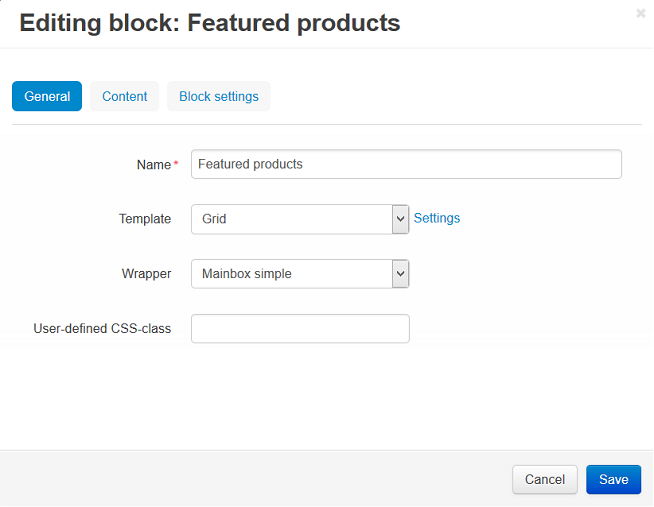 Editing block: Featured products
General Content Block settings
Name * Featured products
Template Grid Settings
Wrapper Mainbox simple
User-defined CSS-class
Cancel Save